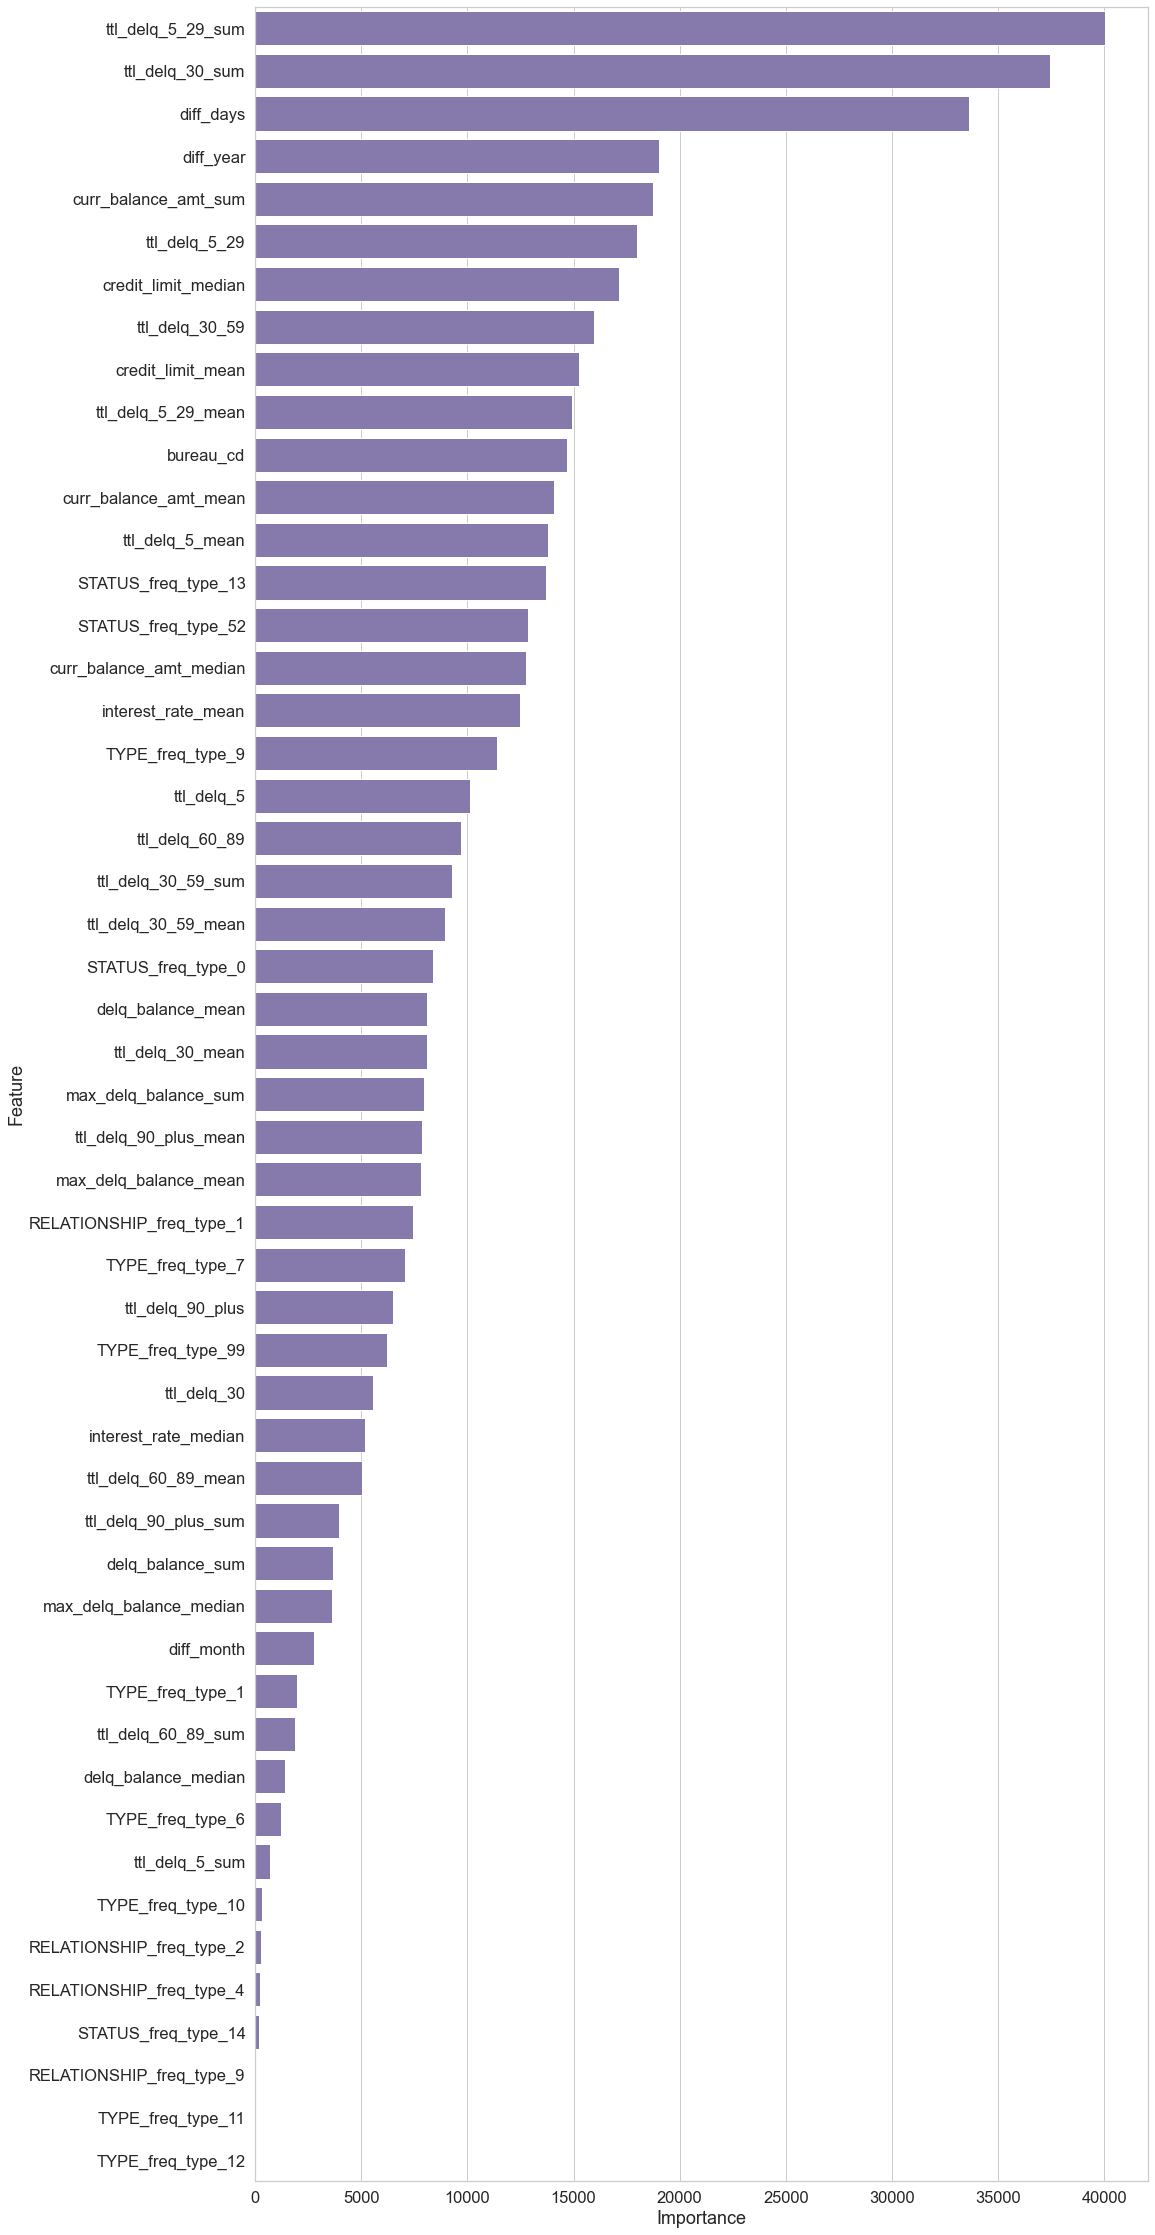 ttl_delq_5_29_sum
ttl_delq_30_sum
diff_days
diff_year
curr_balance_amt_sum
ttl_delq_5_29
credit_limit_median
ttl_delq_30_59
credit_limit_mean
ttl_delq_5_29_mean
bureau_cd
curr_balance_amt_mean
ttl_delq_5_mean
STATUS_freq_type_13
STATUS_freq_type_52
curr_balance_amt_median
interest_rate_mean
TYPE_freq_type_9
ttl_delq_5
ttl_delq_60_89
ttl_delq_30_59_sum
ttl_delq_30_59_mean
STATUS_freq_type_0
delq_balance_mean
ttl_delq_30_mean
max_delq_balance_sum
ttl_delq_90_plus_mean
max_delq_balance_mean
RELATIONSHIP_freq_type_1
TYPE_freq_type_7
ttl_delq_90_plus
TYPE_freq_type_99
ttl_delq_30
interest_rate_median
ttl_delq_60_89_mean
ttl_delq_90_plus_sum
delq_balance_sum
max_delq_balance_median
diff_month
TYPE_freq_type_1
ttl_delq_60_89_sum
delq_balance_median
TYPE_freq_type_6
ttl_delq_5_sum
TYPE_freq_type_10
RELATIONSHIP_freq_type_2
RELATIONSHIP_freq_type_4
STATUS_freq_type_14
RELATIONSHIP_freq_type_9
TYPE_freq_type_11
TYPE_freq_type_12
Feature
0 5000 10000 15000 20000 25000 30000 35000 40000
Importance